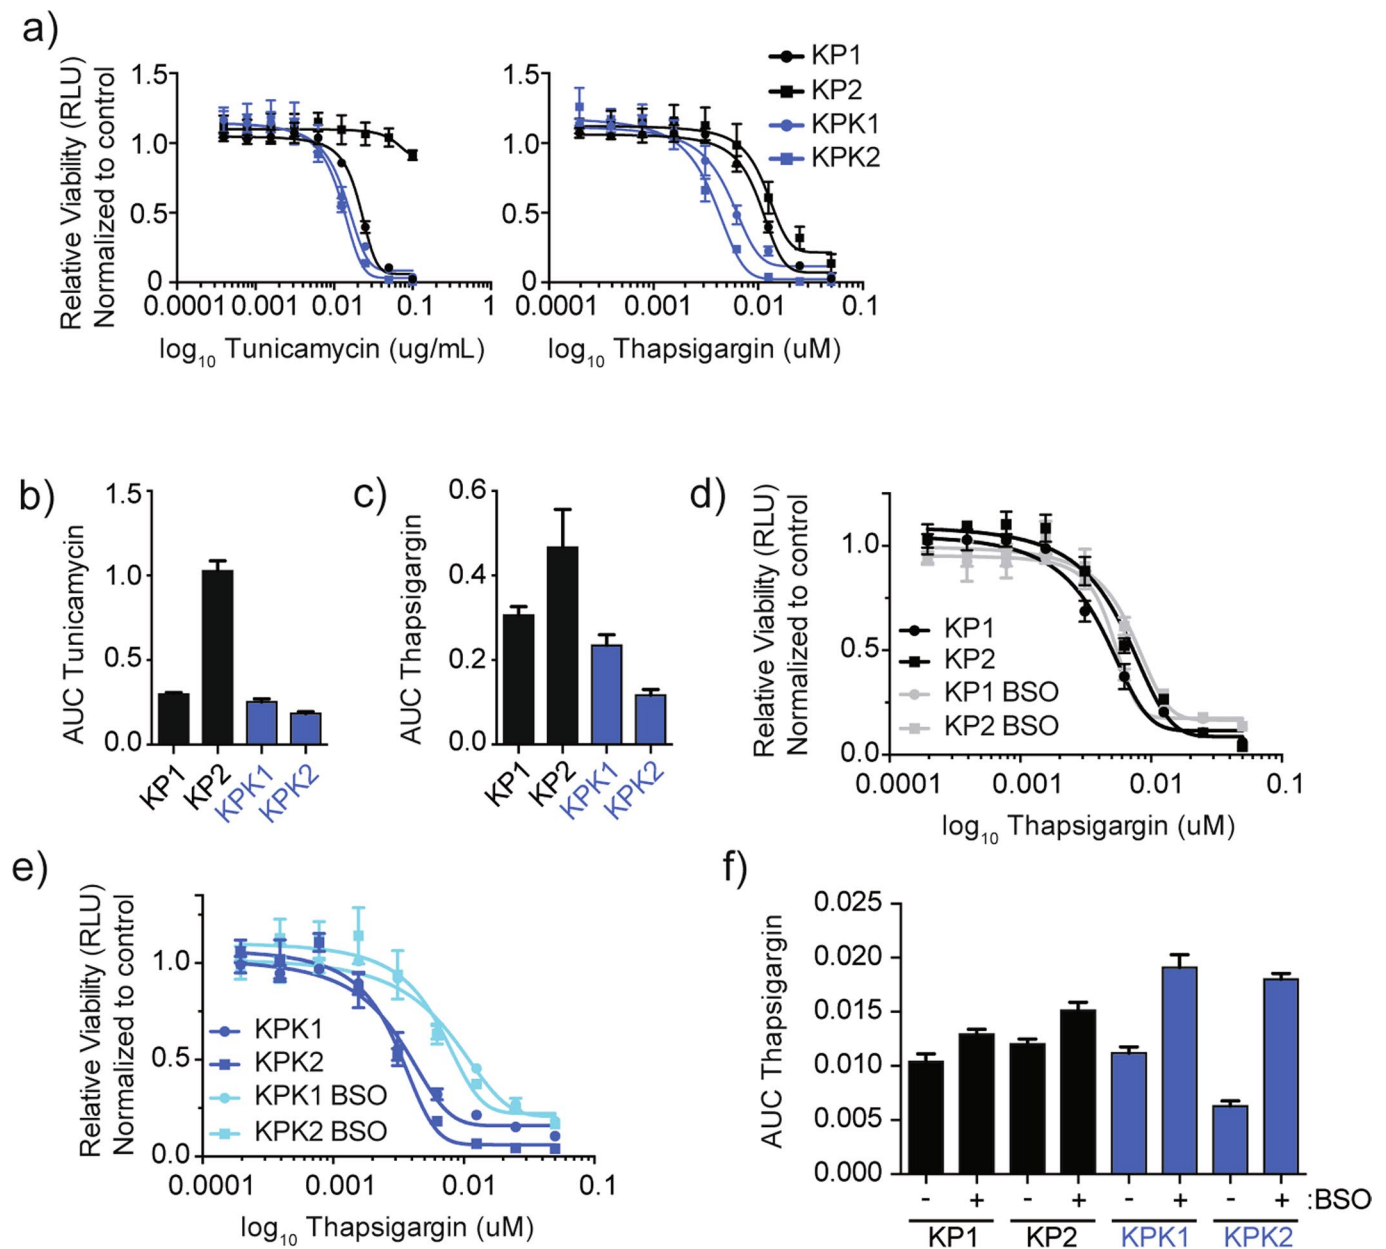 a)
Relative Viability (RLU)
Normalized to control
1.5
1.0
0.5
0
0.0001 0.001 0.01 0.1 1
log10 Tunicamycin (ug/mL)
1.5
1.0
0.5
0
0.0001 0.001 0.01 0.1
log10 Thapsigargin (uM)
KP1
KP2
KPK1
KPK2
b)
AUC Tunicamycin
1.5
1.0
0.5
0.0
KP1 KP2 KPK1 KPK2
c)
AUC Thapsigargin
0.6
0.4
0.2
0.0
KP1 KP2 KPK1 KPK2
d)
Relative Viability (RLU)
Normalized to control
1.0
0.5
0.0
KP1
KP2
KP1 BSO
KP2 BSO
0.0001 0.001 0.01 0.1
log10 Thapsigargin (uM)
e)
Relative Viability (RLU)
Normalized to control
1.0
0.5
0.0
KPK1
KPK2
KPK1 BSO
KPK2 BSO
0.0001 0.001 0.01 0.1
log10 Thapsigargin (uM)
f)
AUC Thapsigargin
0.025
0.020
0.015
0.010
0.005
0.000
- + - + - + - + :BSO
KP1 KP2 KPK1 KPK2